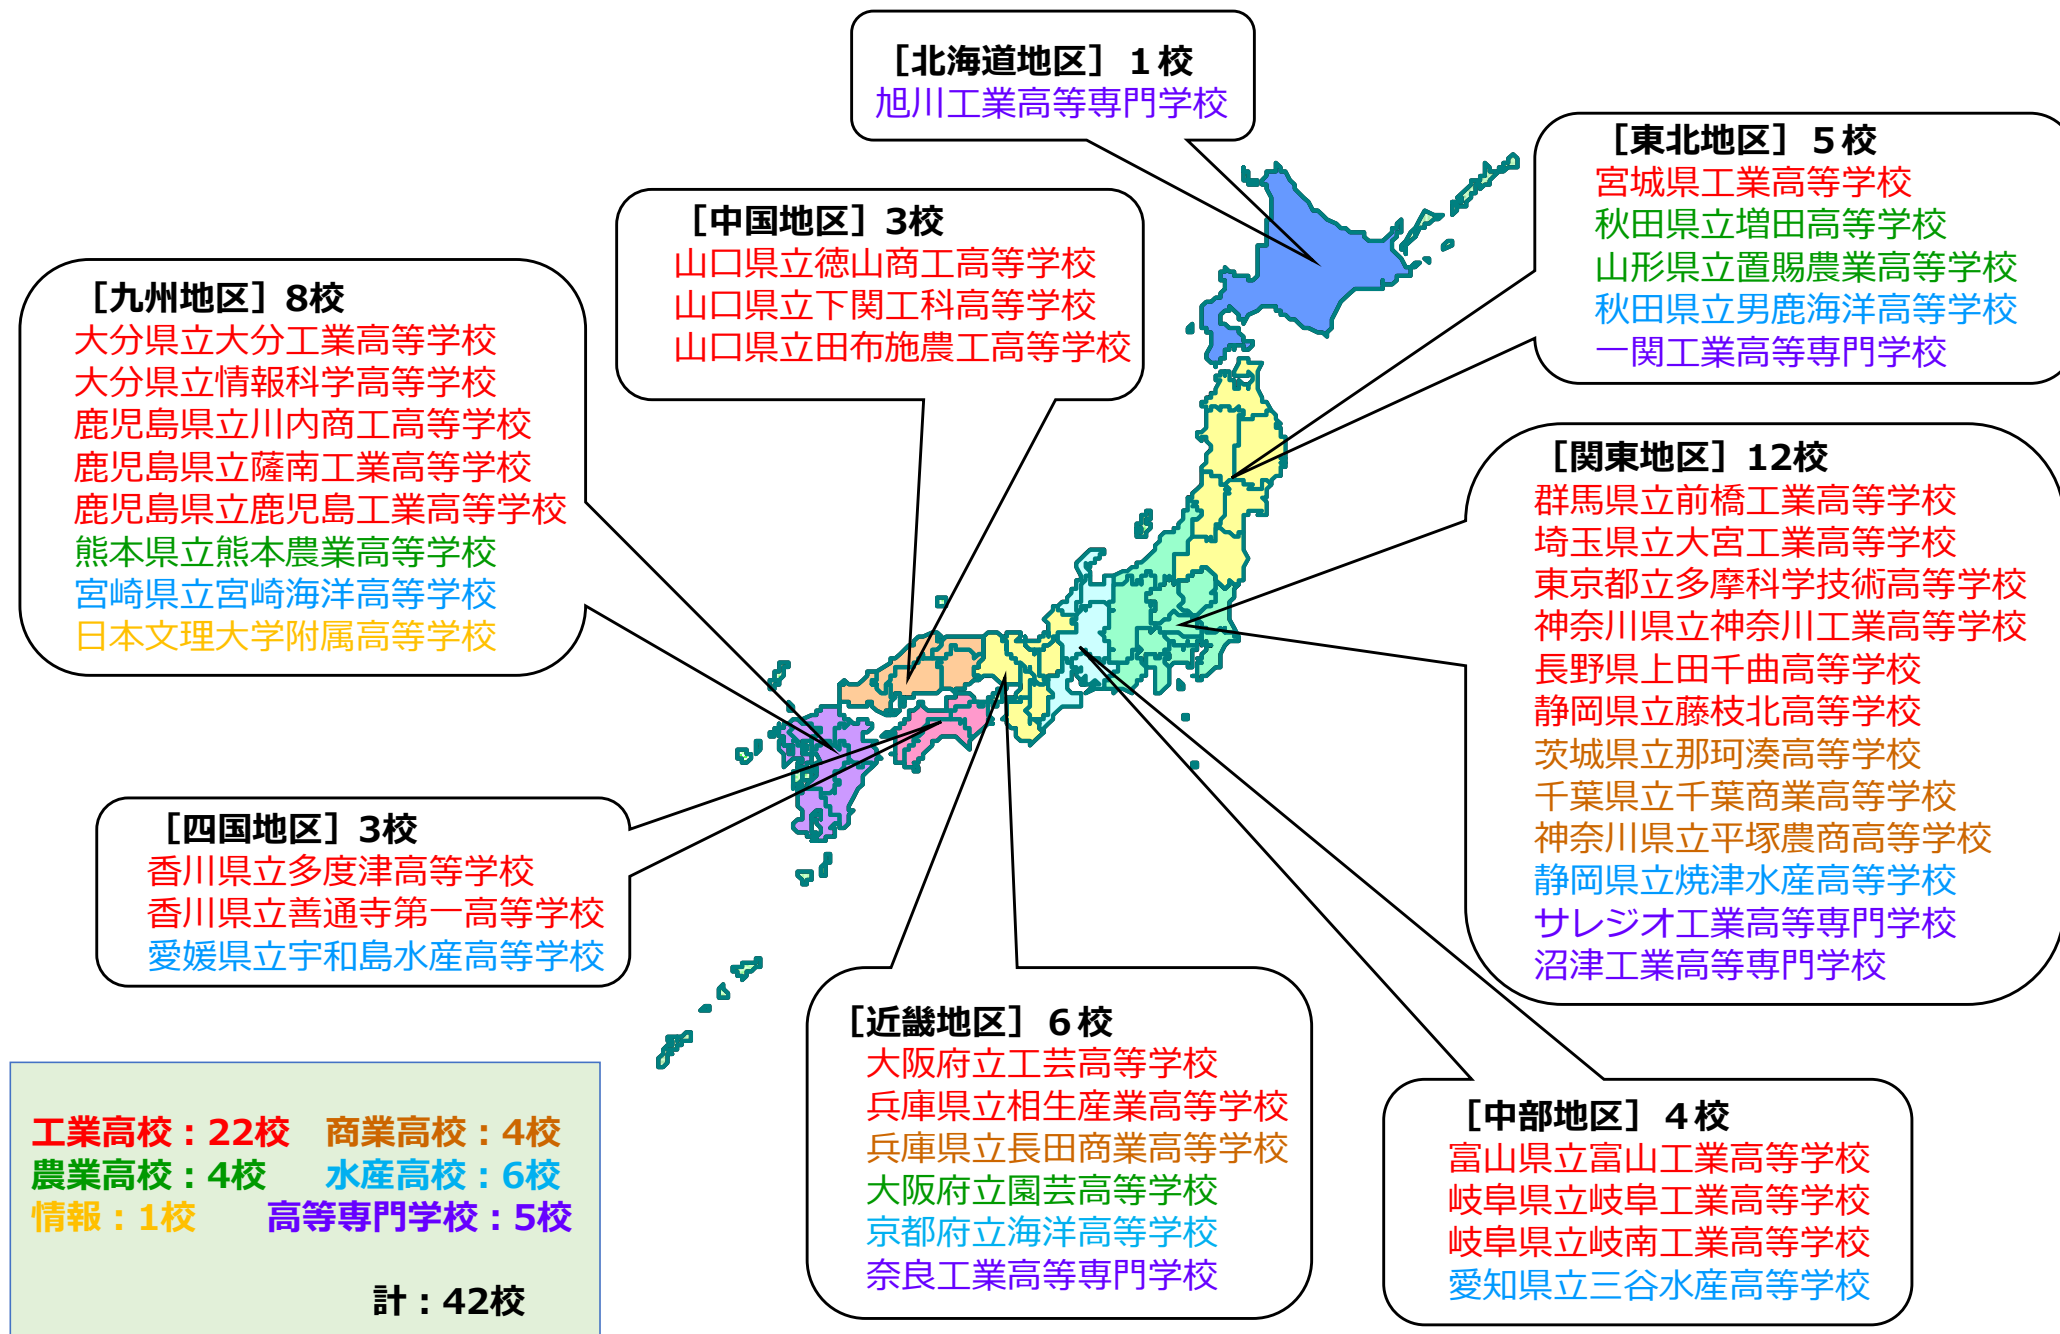 ［北海道地区］１校
旭川工業高等専門学校
［東北地区］５校
宮城県工業高等学校
秋田県立増田高等学校
山形県立置賜農業高等学校
秋田県立男鹿海洋高等学校
一関工業高等専門学校
［中国地区］3校
山口県立徳山商工高等学校
山口県立下関工科高等学校
山口県立田布施農工高等学校
［九州地区］8校
大分県立大分工業高等学校
大分県立情報科学高等学校
鹿児島県立川内商工高等学校
鹿児島県立薩南工業高等学校
鹿児島県立鹿児島工業高等学校
熊本県立熊本農業高等学校
宮崎県立宮崎海洋高等学校
日本文理大学附属高等学校
［関東地区］12校
群馬県立前橋工業高等学校
埼玉県立大宮工業高等学校
東京都立多摩科学技術高等学校
神奈川県立神奈川工業高等学校
長野県上田千曲高等学校
静岡県立藤枝北高等学校
茨城県立那珂湊高等学校
千葉県立千葉商業高等学校
神奈川県立平塚農商高等学校
静岡県立焼津水産高等学校
サレジオ工業高等専門学校
沼津工業高等専門学校
［四国地区］3校
香川県立多度津高等学校
香川県立善通寺第一高等学校
愛媛県立宇和島水産高等学校
［近畿地区］６校
大阪府立工芸高等学校
兵庫県立相生産業高等学校
兵庫県立長田商業高等学校
大阪府立園芸高等学校
京都府立海洋高等学校
奈良工業高等専門学校
［中部地区］４校
富山県立富山工業高等学校
岐阜県立岐阜工業高等学校
岐阜県立岐南工業高等学校
愛知県立三谷水産高等学校
工業高校：22校　商業高校：4校
農業高校：4校　水産高校：6校
情報：1校　高等専門学校：5校
計：42校